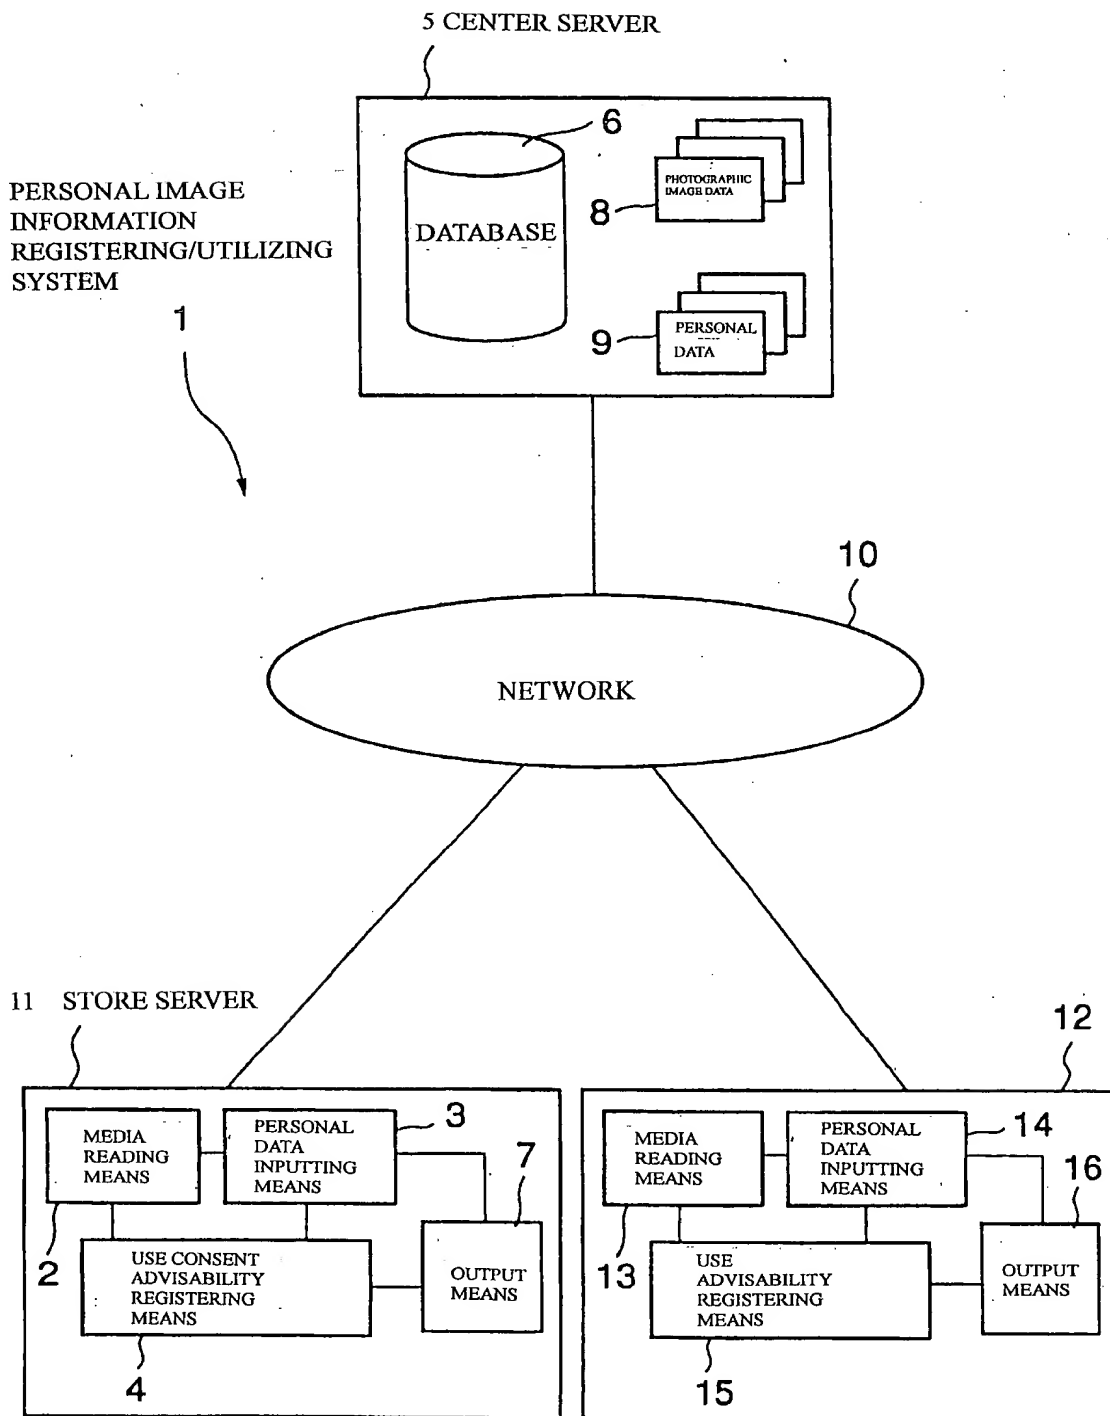 5 CENTER SERVER
6
DATABASE
PHOTOGRAPHIC
IMAGE DATA
8
PERSONAL
DATA
9
PERSONAL IMAGE
INFORMATION
REGISTERING/UTILIZING
SYSTEM
1
10
NETWORK
11 STORE SERVER
MEDIA
READING
MEANS
2
PERSONAL
DATA
INPUTTING
MEANS
3
7
USE CONSENT
ADVISABILITY
REGISTERING
MEANS
4
OUTPUT
MEANS
12
MEDIA
READING
MEANS
13
PERSONAL
DATA
INPUTTING
MEANS
14
16
USE
ADVISABILITY
REGISTERING
MEANS
15
OUTPUT
MEANS